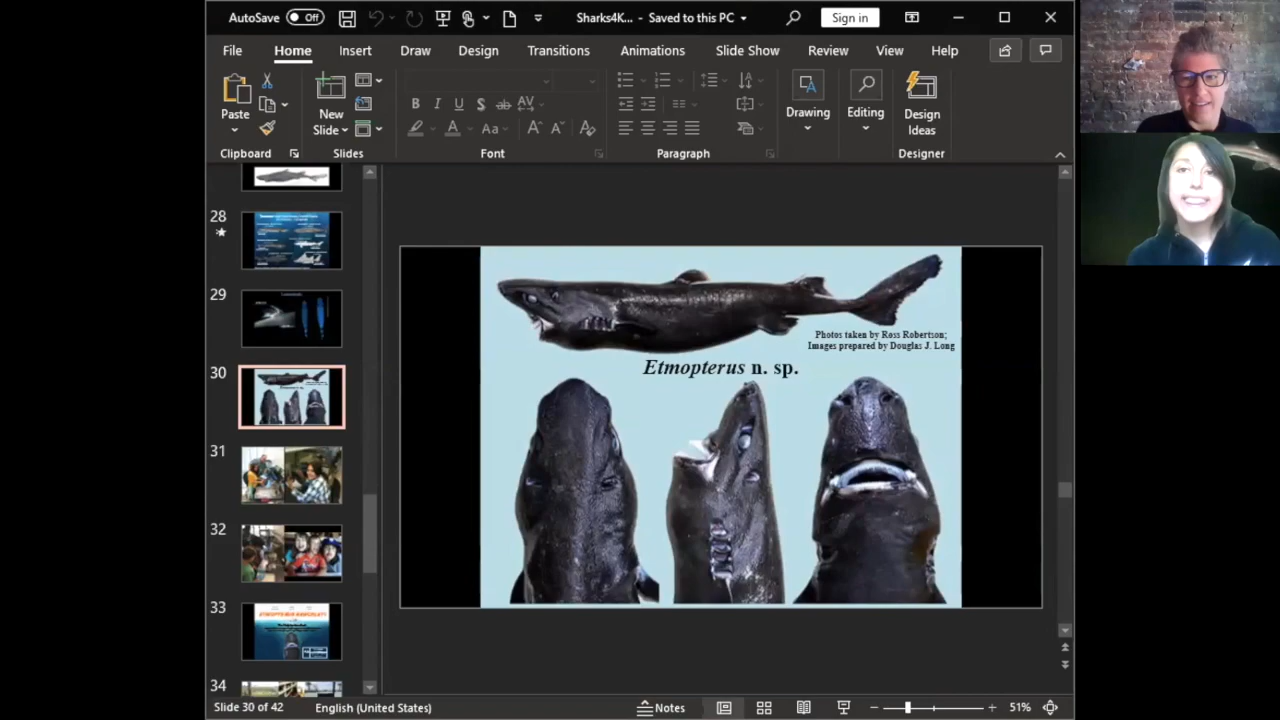 AutoSave Off Sharks4K... - Saved to this PC Sign in
File Home Insert Draw Design Transitions Animations Slide Show Review View Help
Paste New Slide B I U S ab AV Aa A A A Drawing Editing Design Ideas
Clipboard Slides Font Paragraph Designer
28
29
30
31
32
33
34
Photos taken by Ross Robertson;
Images prepared by Douglas J. Long
Etmopterus n. sp.
Slide 30 of 42 English (United States) Notes 51%